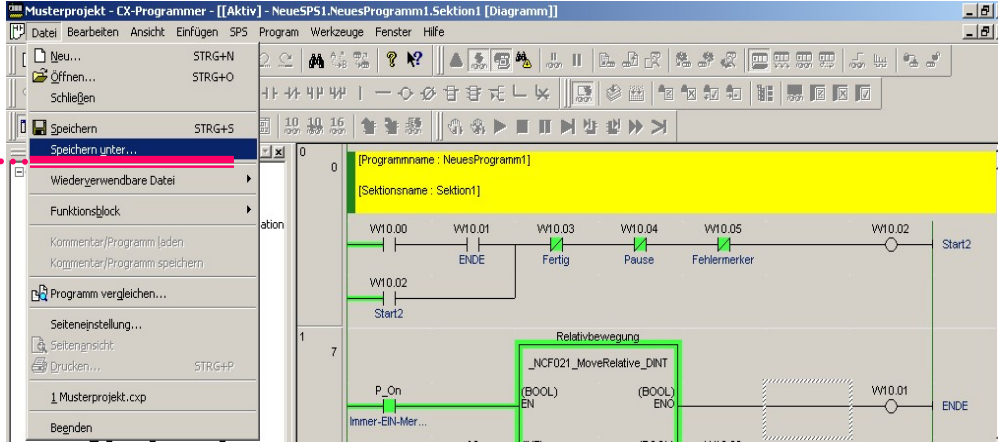 Musterprojekt - CX-Programmer - [[Aktiv] - NeueSPS1.NeuesProgramm1.Sektion1 [Diagramm]]
Datei Bearbeiten Ansicht Einfügen SPS Program Werkzeuge Fenster Hilfe
Neu... STRG+N
Öffnen... STRG+O
Schließen
Speichern STRG+S
Speichern unter...
Wiederverwendbare Datei
Funktionsblock
Kommentar/Programm laden
Kommentar/Programm speichern
Programm vergleichen...
Seiteneinstellung...
Seitenansicht
Drucken... STRG+P
1 Musterprojekt.cxp
Beenden
10 10 16
ation
0
0
[Programmname : NeuesProgramm1]
[Sektionsname : Sektion1]
W10.00 W10.01 W10.03 W10.04 W10.05 W10.02
Start2
ENDE Fertig Pause Fehlermerker
W10.02
Start2
1
7
Relativbewegung
_NCF021_MoveRelative_DINT
P_On (BOOL) (BOOL) W10.01
EN ENO ENDE
Immer-EIN-Mer...